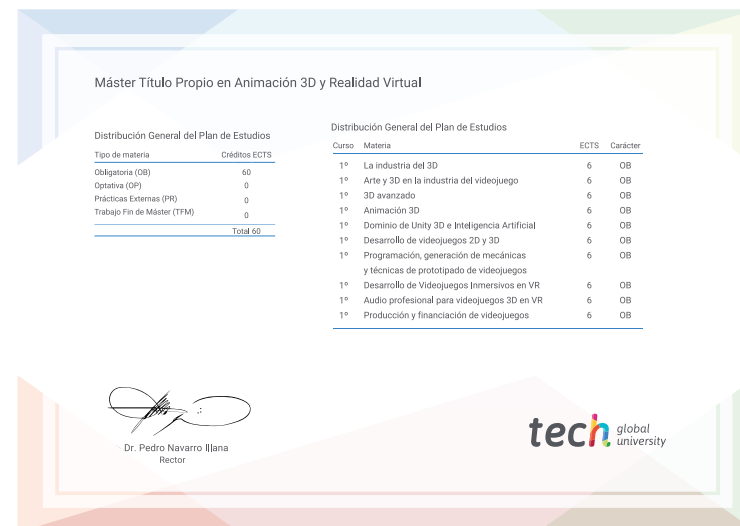 Máster Título Propio en Animación 3D y Realidad Virtual
Distribución General del Plan de Estudios
Tipo de materia Créditos ECTS
Obligatoria (OB) 60
Optativa (OP) 0
Prácticas Externas (PR) 0
Trabajo Fin de Máster (TFM) 0
Total 60
Distribución General del Plan de Estudios
Curso Materia ECTS Carácter
1º La industria del 3D 6 OB
1º Arte y 3D en la industria del videojuego 6 OB
1º 3D avanzado 6 OB
1º Animación 3D 6 OB
1º Dominio de Unity 3D e Inteligencia Artificial 6 OB
1º Desarrollo de videojuegos 2D y 3D 6 OB
1º Programación, generación de mecánicas 6 OB
y técnicas de prototipado de videojuegos
1º Desarrollo de Videojuegos Inmersivos en VR 6 OB
1º Audio profesional para videojuegos 3D en VR 6 OB
1º Producción y financiación de videojuegos 6 OB
Dr. Pedro Navarro Illana
Rector
tech global
university